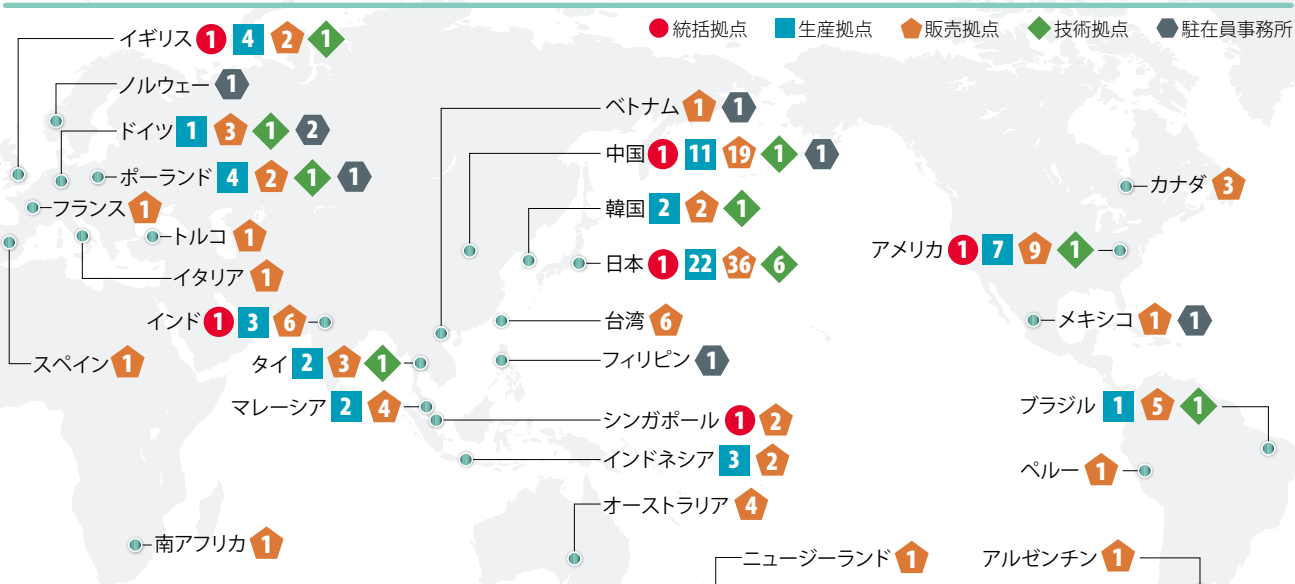 統括拠点 生産拠点 販売拠点 技術拠点 駐在員事務所
イギリス 1 4 2 1
ノルウェー 1
ドイツ 1 3 1 2
ポーランド 4 2 1 1
フランス 1
トルコ 1
イタリア 1
インド 1 3 6
スペイン 1
タイ 2 3 1
マレーシア 2 4
南アフリカ 1
ベトナム 1 1
中国 1 11 19 1 1
韓国 2 2 1
日本 1 22 36 6
台湾 6
フィリピン 1
シンガポール 1 2
インドネシア 3 2
オーストラリア 4
ニュージーランド 1
カナダ 3
アメリカ 1 7 9 1
メキシコ 1 1
ブラジル 1 5 1
ペルー 1
アルゼンチン 1